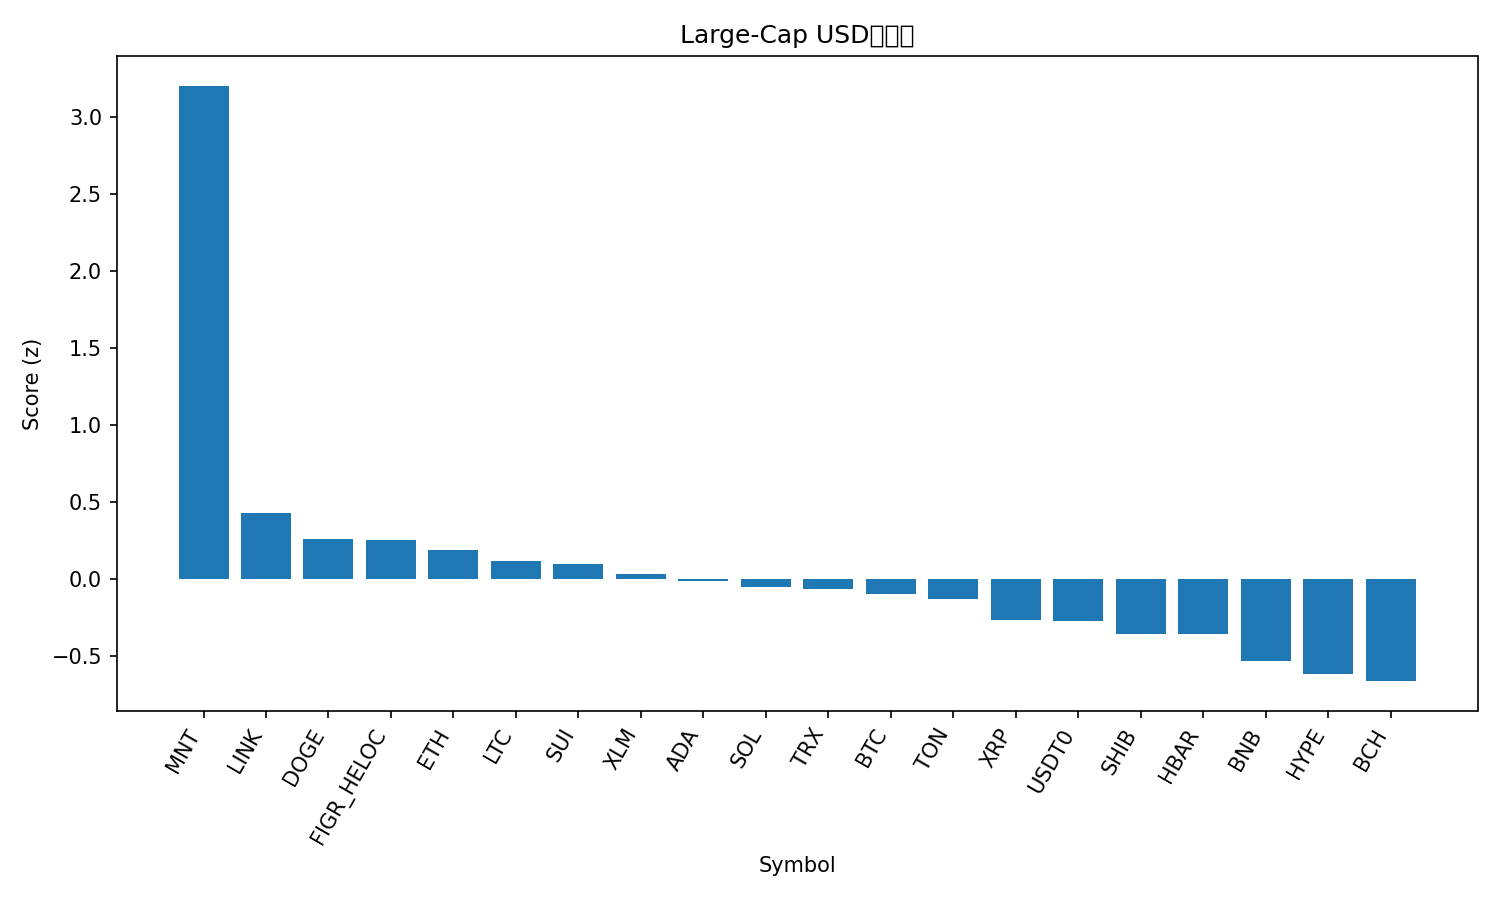 Large-Cap USD
3.0
2.5
2.0
1.5
1.0
0.5
0.0
−0.5
Score (z)
MNT
LINK
DOGE
FIGR_HELOC
ETH
LTC
SUI
XLM
ADA
SOL
TRX
BTC
TON
XRP
USDT0
SHIB
HBAR
BNB
HYPE
BCH
Symbol